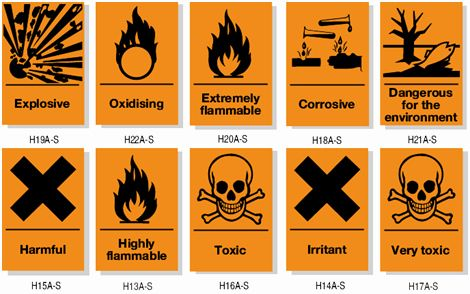 Explosive
Oxidising
Extremely
flammable
Corrosive
Dangerous
for the
environment
H19A-S
H22A-S
H20A-S
H18A-S
H21A-S
Harmful
Highly
flammable
Toxic
Irritant
Very toxic
H15A-S
H13A-S
H16A-S
H14A-S
H17A-S